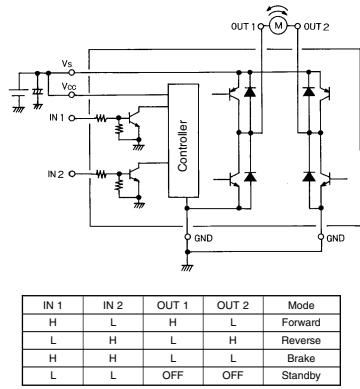 OUT 1 M OUT 2
Vs
Vcc
IN 1
Controller
IN 2
GND GND
IN 1 IN 2 OUT 1 OUT 2 Mode
H L H L Forward
L H L H Reverse
H H L L Brake
L L OFF OFF Standby